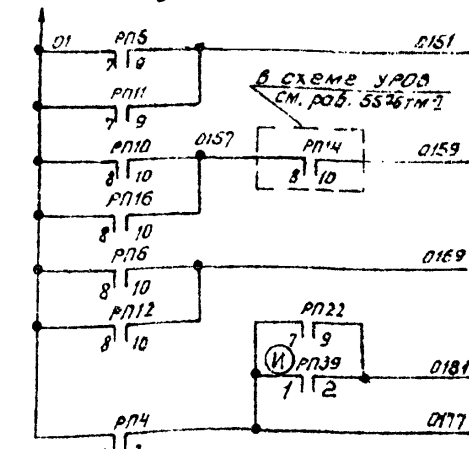 01 РП5 0151
7 9
РП11
7 9
В СХЕМЕ УРОВ
см. раб.
РП10 0157 РП14 0159
8 10 8 10
РП16
8 10
РП6 0169
8 10
РП12
8 10
РП22
7 9
И РП39 0181
1 2
РП4 0177